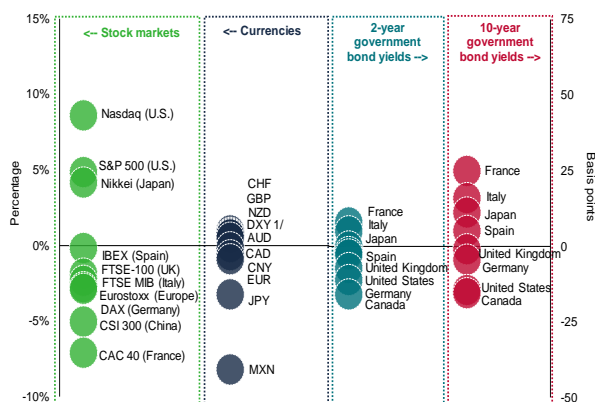 15%
10%
5%
0%
-5%
-10%
Percentage
<-- Stock markets
Nasdaq (U.S.)
S&P 500 (U.S.)
Nikkei (Japan)
IBEX (Spain)
FTSE-100 (UK)
FTSE MIB (Italy)
Eurostoxx (Europe)
DAX (Germany)
CSI 300 (China)
CAC 40 (France)
<-- Currencies
CHF
GBP
NZD
DXY 1/
AUD
CAD
CNY
EUR
JPY
MXN
2-year
government
bond yields -->
France
Italy
Japan
Spain
United Kingdom
United States
Germany
Canada
10-year
government
bond yields -->
France
Italy
Japan
Spain
United Kingdom
Germany
United States
Canada
75
50
25
0
-25
-50
Basis points